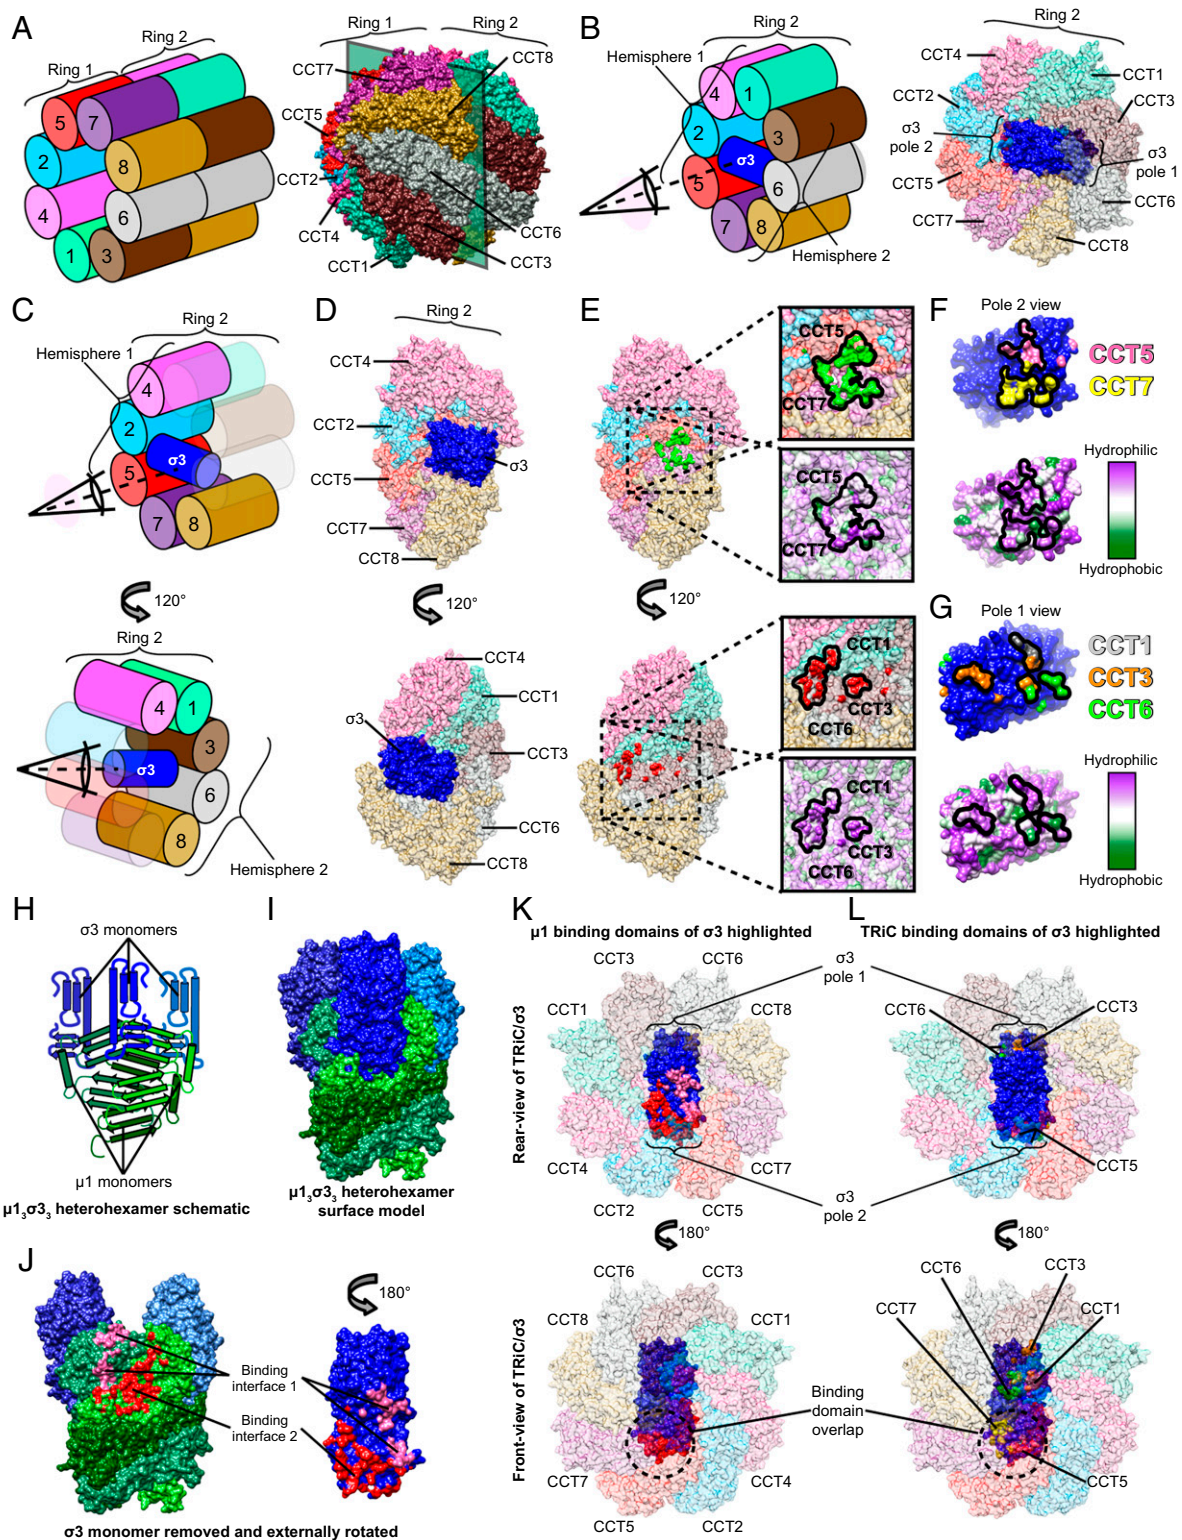 A
Ring 2
Ring 1
5
7
2
8
4
6
1
3
Ring 1
Ring 2
CCT7
CCT8
CCT5
CCT2
CCT4
CCT1
CCT6
CCT3
B
Ring 2
Hemisphere 1
4
1
2
3
σ3
5
6
7
8
Hemisphere 2
Ring 2
CCT4
CCT1
CCT2
CCT3
σ3
pole 2
σ3
pole 1
CCT5
CCT6
CCT7
CCT8
C
Ring 2
Hemisphere 1
4
2
σ3
5
7
8
120°
Ring 2
4
1
3
σ3
6
8
Hemisphere 2
D
Ring 2
CCT4
CCT2
σ3
CCT5
CCT7
CCT8
120°
CCT4
CCT1
σ3
CCT3
CCT6
CCT8
E
CCT5
CCT7
CCT5
CCT7
120°
CCT1
CCT3
CCT6
CCT1
CCT3
CCT6
F
Pole 2 view
CCT5
CCT7
Hydrophilic
Hydrophobic
G
Pole 1 view
CCT1
CCT3
CCT6
Hydrophilic
Hydrophobic
H
σ3 monomers
µ1 monomers
µ1₃σ3₃ heterohexamer schematic
I
µ1₃σ3₃ heterohexamer
surface model
J
180°
Binding
interface 1
Binding
interface 2
σ3 monomer removed and externally rotated
K
µ1 binding domains of σ3 highlighted
CCT3
CCT6
σ3
pole 1
CCT1
CCT8
Rear-view of TRiC/σ3
CCT4
CCT7
CCT2
CCT5
σ3
pole 2
180°
CCT6
CCT3
CCT8
CCT1
Front-view of TRiC/σ3
Binding
domain
overlap
CCT7
CCT4
CCT5
CCT2
L
TRiC binding domains of σ3 highlighted
CCT6
CCT3
CCT5
180°
CCT6
CCT3
CCT7
CCT1
CCT5